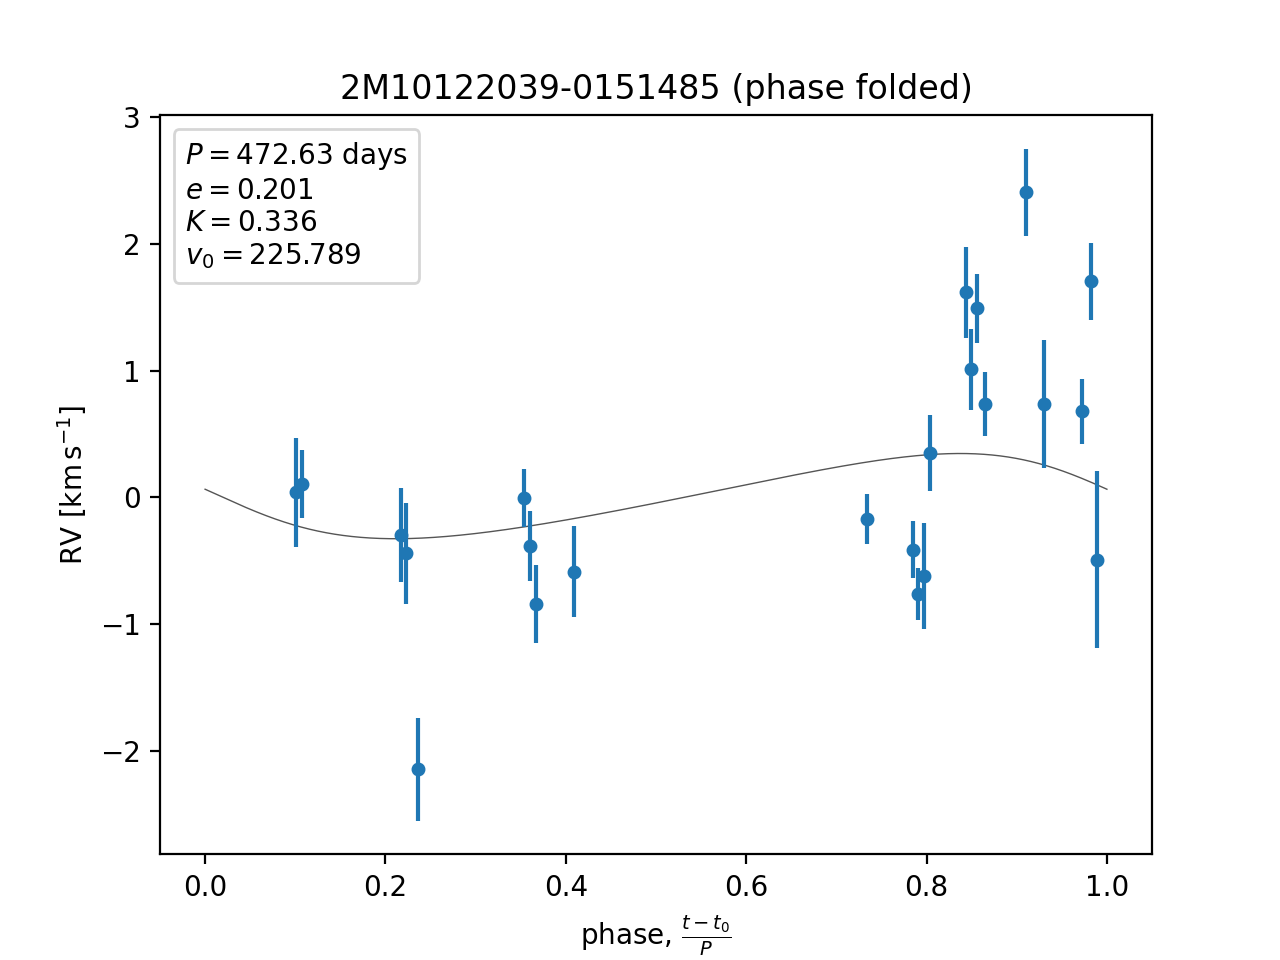 2M10122039-0151485 (phase folded)
P = 472.63 days
e = 0.201
K = 0.336
v₀ = 225.789
3
2
1
0
−1
−2
RV [km s⁻¹]
0.0 0.2 0.4 0.6 0.8 1.0
phase, (t − t₀)/P